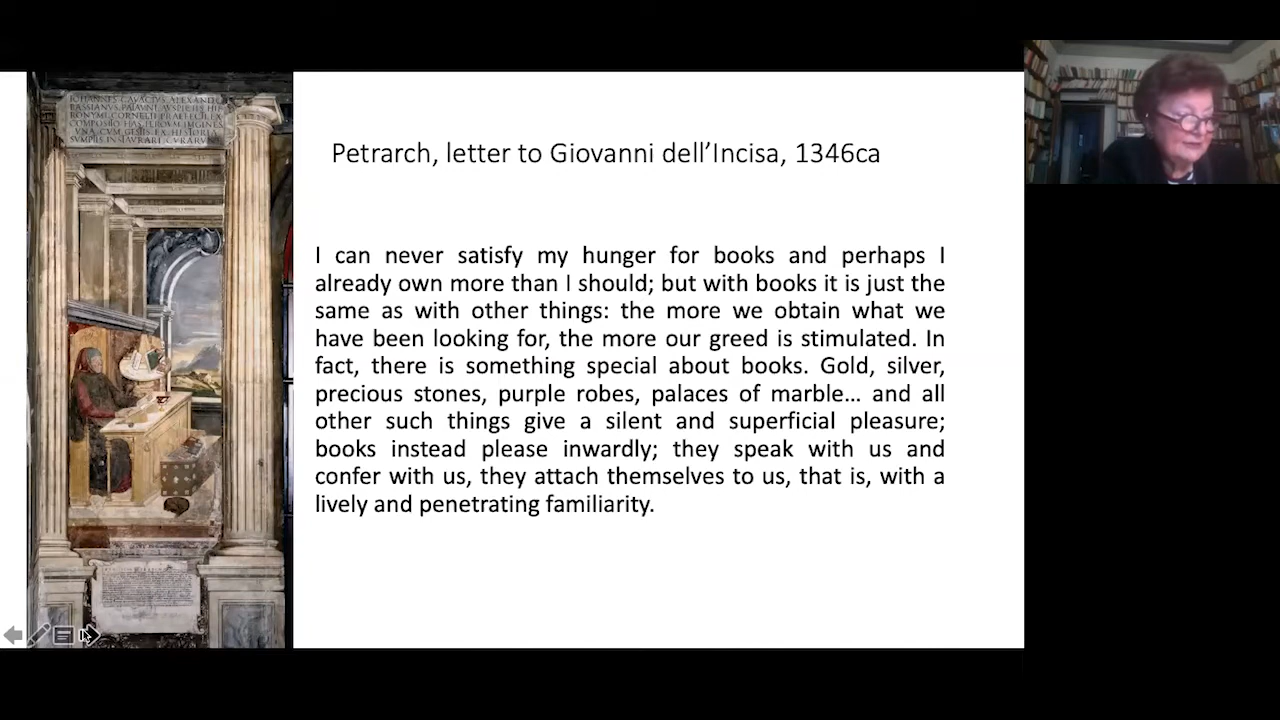 Petrarch, letter to Giovanni dell’Incisa, 1346ca
I can never satisfy my hunger for books and perhaps I
already own more than I should; but with books it is just the
same as with other things: the more we obtain what we
have been looking for, the more our greed is stimulated. In
fact, there is something special about books. Gold, silver,
precious stones, purple robes, palaces of marble… and all
other such things give a silent and superficial pleasure;
books instead please inwardly; they speak with us and
confer with us, they attach themselves to us, that is, with a
lively and penetrating familiarity.